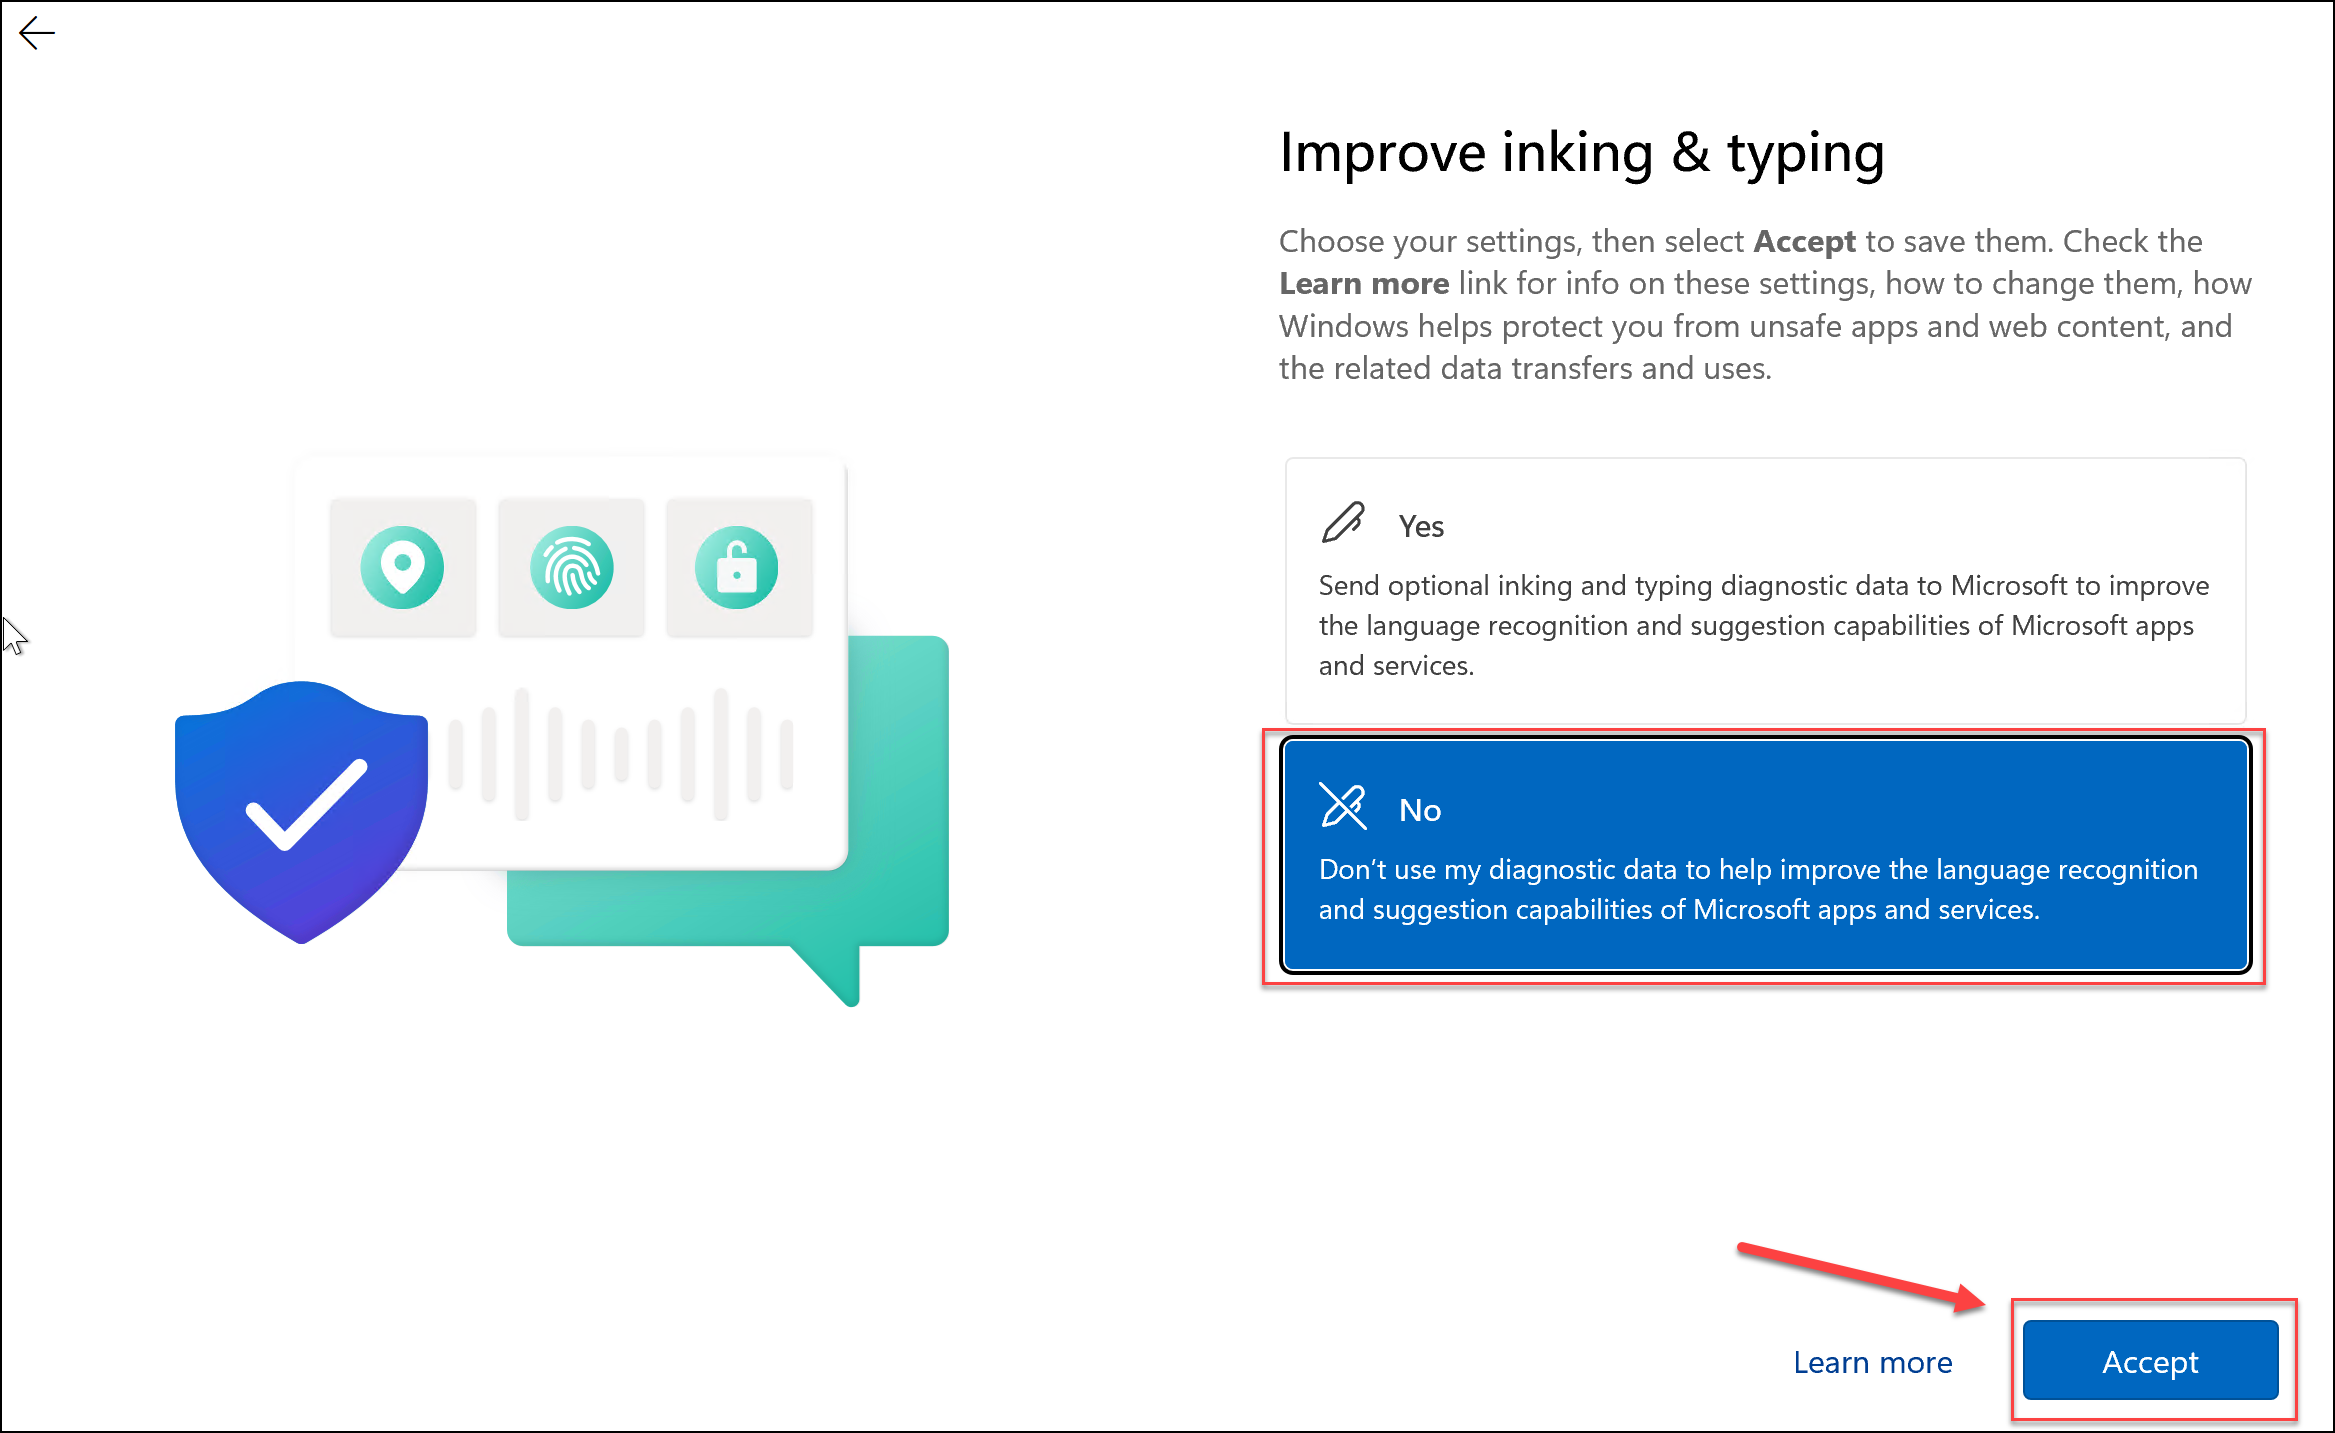 Improve inking & typing
Choose your settings, then select Accept to save them. Check the
Learn more link for info on these settings, how to change them, how
Windows helps protect you from unsafe apps and web content, and
the related data transfers and uses.
Yes
Send optional inking and typing diagnostic data to Microsoft to improve
the language recognition and suggestion capabilities of Microsoft apps
and services.
No
Don’t use my diagnostic data to help improve the language recognition
and suggestion capabilities of Microsoft apps and services.
Learn more
Accept